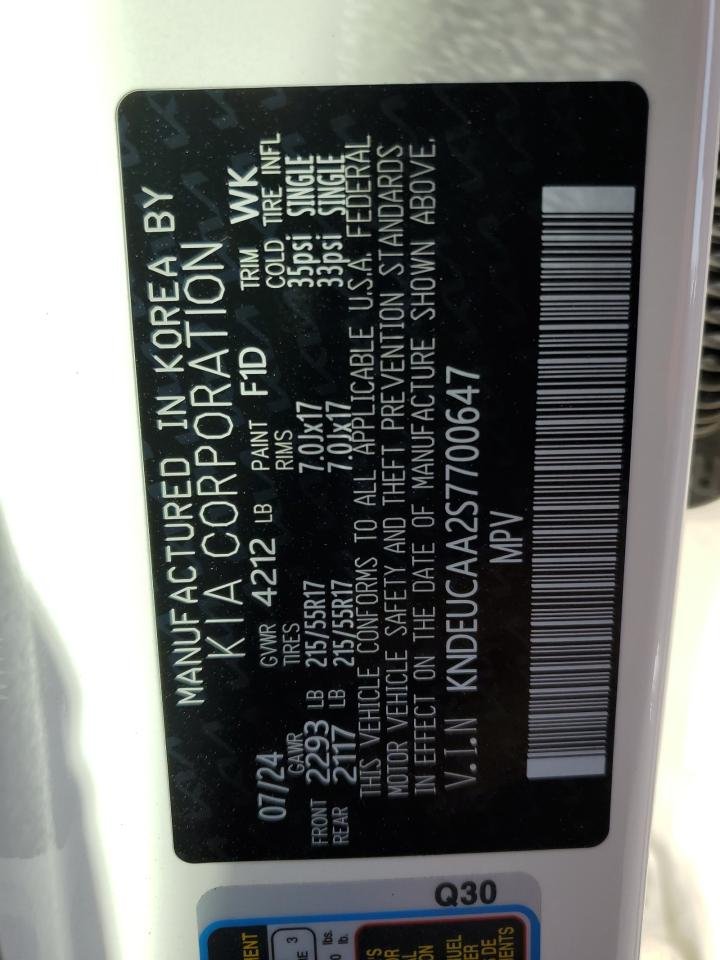 MANUFACTURED IN KOREA BY
KIA CORPORATION
07/24 GVWR 4212 LB PAINT F1D TRIM WK
GAWR TIRES RIMS COLD TIRE INFL
FRONT 2293 LB 215/55R17 7.0Jx17 35psi SINGLE
REAR 2117 LB 215/55R17 7.0Jx17 33psi SINGLE
THIS VEHICLE CONFORMS TO ALL APPLICABLE U.S.A. FEDERAL
MOTOR VEHICLE SAFETY AND THEFT PREVENTION STANDARDS
IN EFFECT ON THE DATE OF MANUFACTURE SHOWN ABOVE.
V.I.N KNDEUCAA2S7700647
MPV
Q30